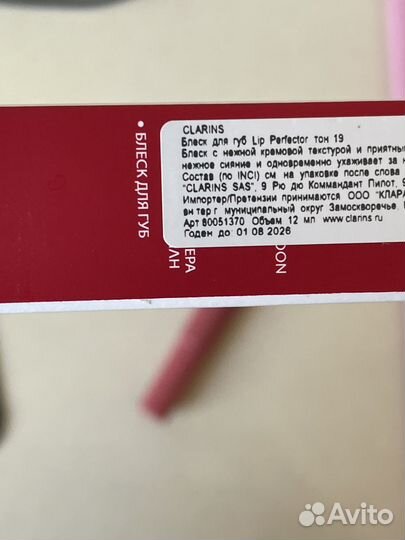 CLARINS
Блеск для губ Lip Perfector тон 19
Блеск с нежной кремовой текстурой и приятным
нежное сияние и одновременно ухаживает за
Состав (по INCI) см на упаковке после слова
"CLARINS SAS", 9 Рю дю Коммандант Пилот, 9
Импортер/Претензии принимаются ООО "КЛАРА
вн тер г муниципальный округ Замоскворечье,
Арт 80051370 Объем 12 мл www.clarins.ru
Годен до: 01 08 2026
• БЛЕСК ДЛЯ ГУБ
Avito